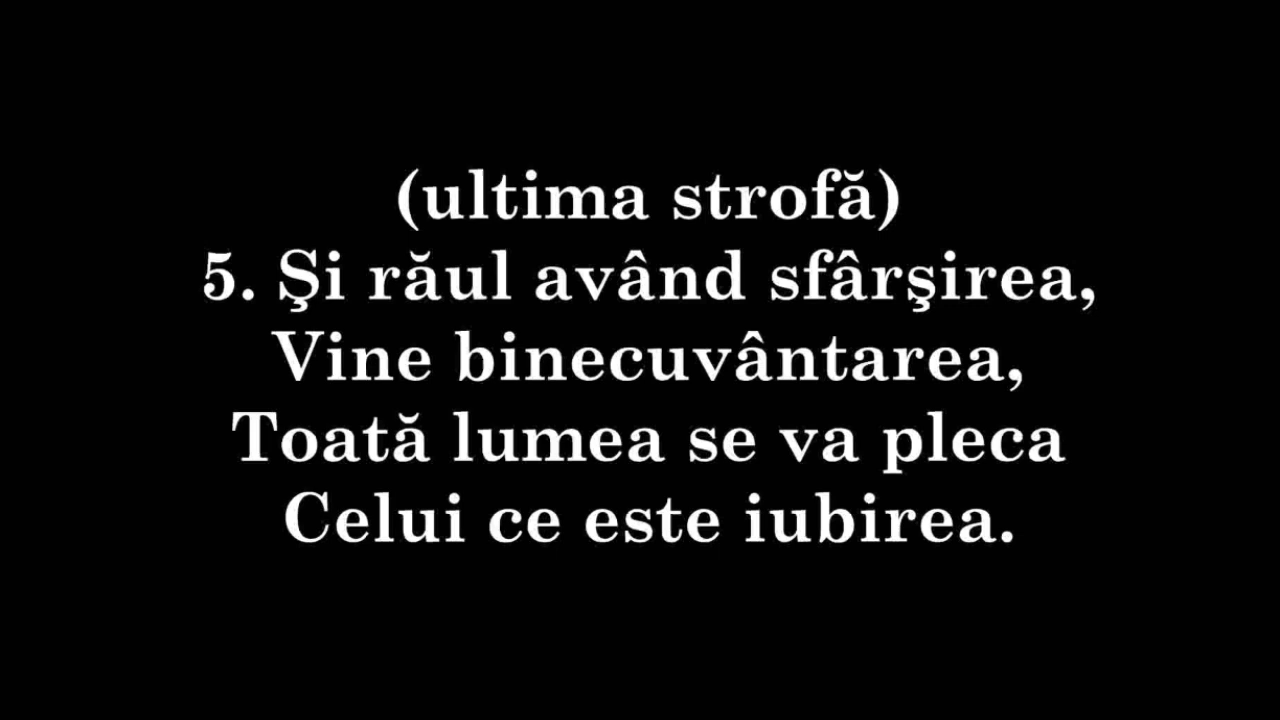 (ultima strofă)
5. Şi răul având sfârşirea,
Vine binecuvântarea,
Toată lumea se va pleca
Celui ce este iubirea.